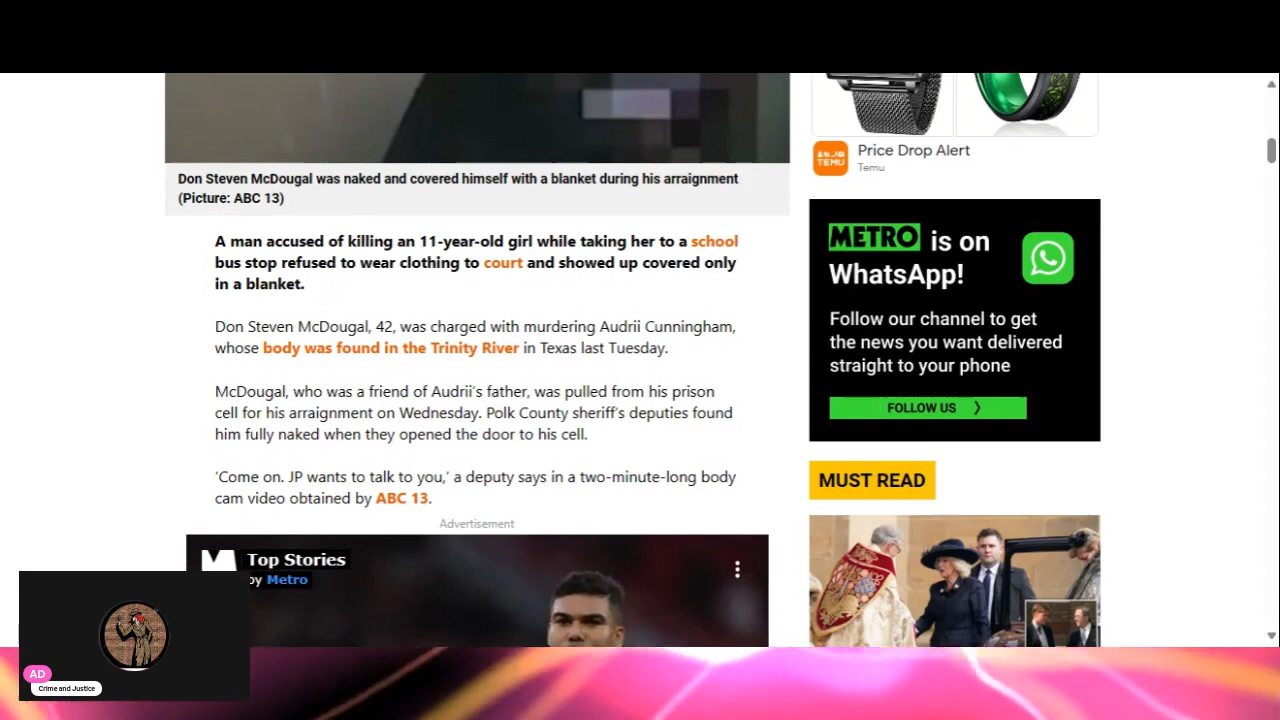 Don Steven McDougal was naked and covered himself with a blanket during his arraignment
(Picture: ABC 13)
A man accused of killing an 11-year-old girl while taking her to a school
bus stop refused to wear clothing to court and showed up covered only
in a blanket.
Don Steven McDougal, 42, was charged with murdering Audrii Cunningham,
whose body was found in the Trinity River in Texas last Tuesday.
McDougal, who was a friend of Audrii's father, was pulled from his prison
cell for his arraignment on Wednesday. Polk County sheriff's deputies found
him fully naked when they opened the door to his cell.
‘Come on. JP wants to talk to you,’ a deputy says in a two-minute-long body
cam video obtained by ABC 13.
Advertisement
Top Stories
by Metro
AD
Crime and Justice
TEMU
Price Drop Alert
Temu
METRO is on
WhatsApp!
Follow our channel to get
the news you want delivered
straight to your phone
FOLLOW US
MUST READ